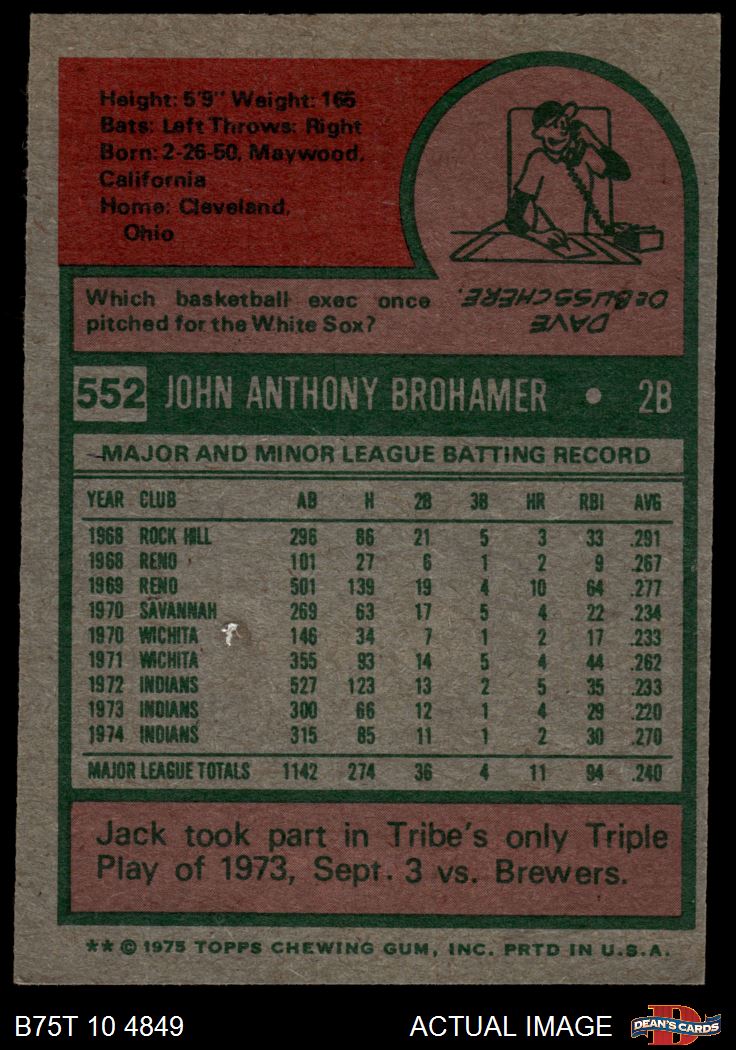 Height: 5'9" Weight: 165
Bats: Left Throws: Right
Born: 2-26-50, Maywood,
California
Home: Cleveland,
Ohio
Which basketball exec once
pitched for the White Sox?
DAVE
DeBUSSCHERE.
552 JOHN ANTHONY BROHAMER • 2B
MAJOR AND MINOR LEAGUE BATTING RECORD
YEAR CLUB AB H 2B 3B HR RBI AVG
1968 ROCK HILL 296 86 21 5 3 33 .291
1968 RENO 101 27 6 1 2 9 .267
1969 RENO 501 139 19 4 10 64 .277
1970 SAVANNAH 269 63 17 5 4 22 .234
1970 WICHITA 146 34 7 1 2 17 .233
1971 WICHITA 355 93 14 5 4 44 .262
1972 INDIANS 527 123 13 2 5 35 .233
1973 INDIANS 300 66 12 1 4 29 .220
1974 INDIANS 315 85 11 1 2 30 .270
MAJOR LEAGUE TOTALS 1142 274 36 4 11 94 .240
Jack took part in Tribe's only Triple
Play of 1973, Sept. 3 vs. Brewers.
** © 1975 TOPPS CHEWING GUM, INC. PRTD IN U.S.A.
B75T 10 4849 ACTUAL IMAGE
D
DEAN'S CARDS